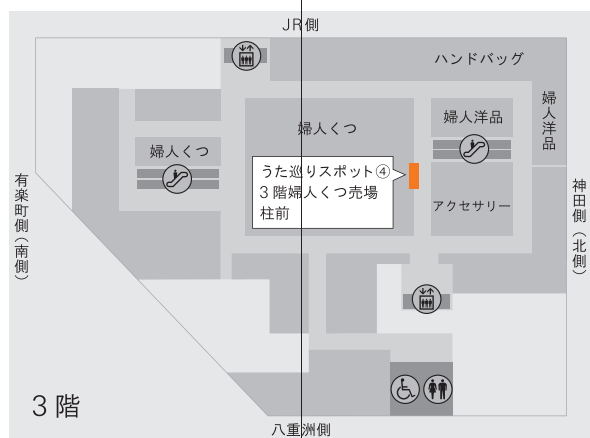 JR側
ハンドバッグ
婦人洋品
婦人くつ
婦人洋品
婦人くつ
うた巡りスポット④
3階婦人くつ売場
柱前
アクセサリー
有楽町側(南側)
神田側(北側)
3階
八重洲側